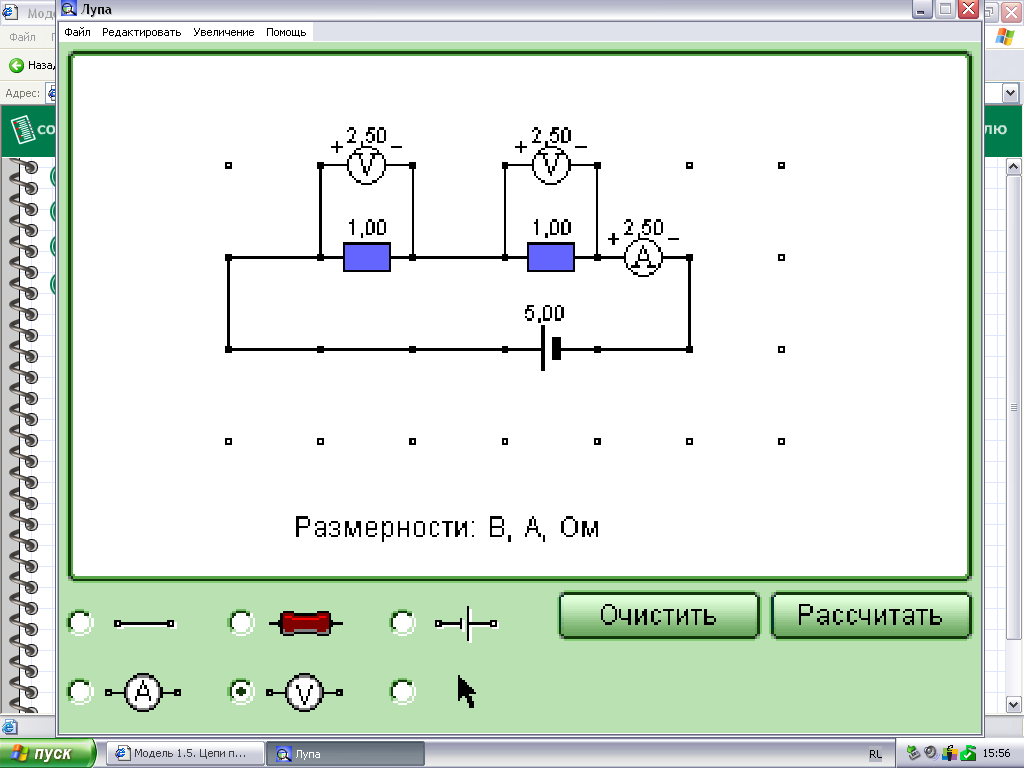 Лупа
Файл Редактировать Увеличение Помощь
Назад
Адрес:
+ 2,50 −
V
+ 2,50 −
V
1,00
1,00
+ 2,50 −
A
5,00
Размерности: В, А, Ом
Очистить
Рассчитать
A
V
пуск
Модель 1.5. Цепи п...
Лупа
RL
15:56